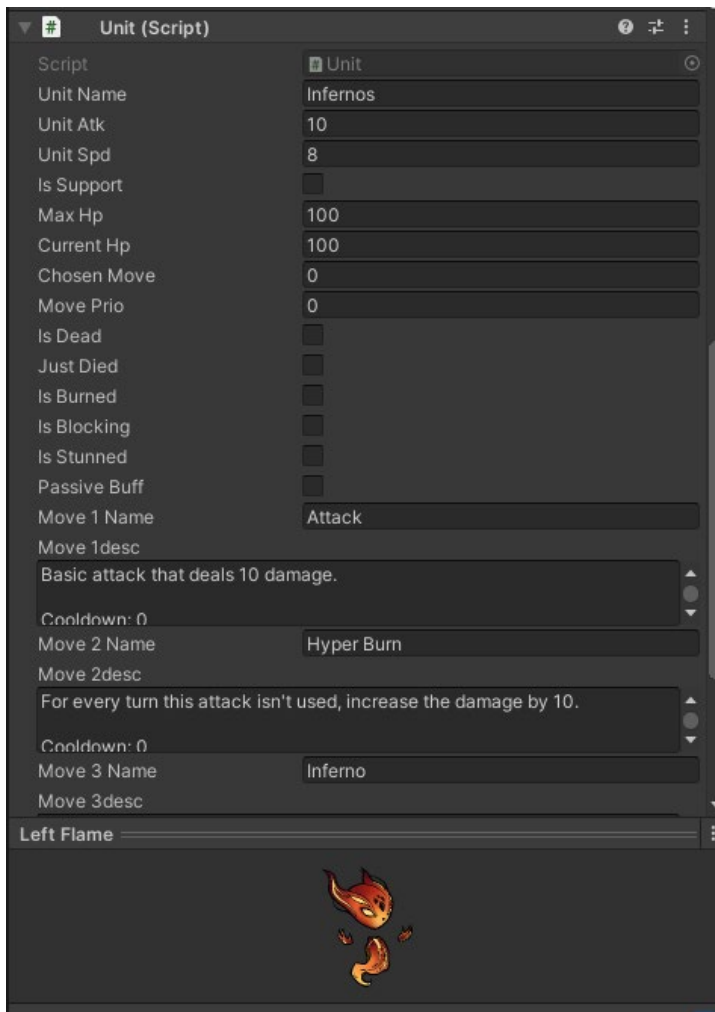 Unit (Script)
Script Unit
Unit Name Infernos
Unit Atk 10
Unit Spd 8
Is Support
Max Hp 100
Current Hp 100
Chosen Move 0
Move Prio 0
Is Dead
Just Died
Is Burned
Is Blocking
Is Stunned
Passive Buff
Move 1 Name Attack
Move 1desc
Basic attack that deals 10 damage.
Cooldown: 0
Move 2 Name Hyper Burn
Move 2desc
For every turn this attack isn't used, increase the damage by 10.
Cooldown: 0
Move 3 Name Inferno
Move 3desc
Left Flame